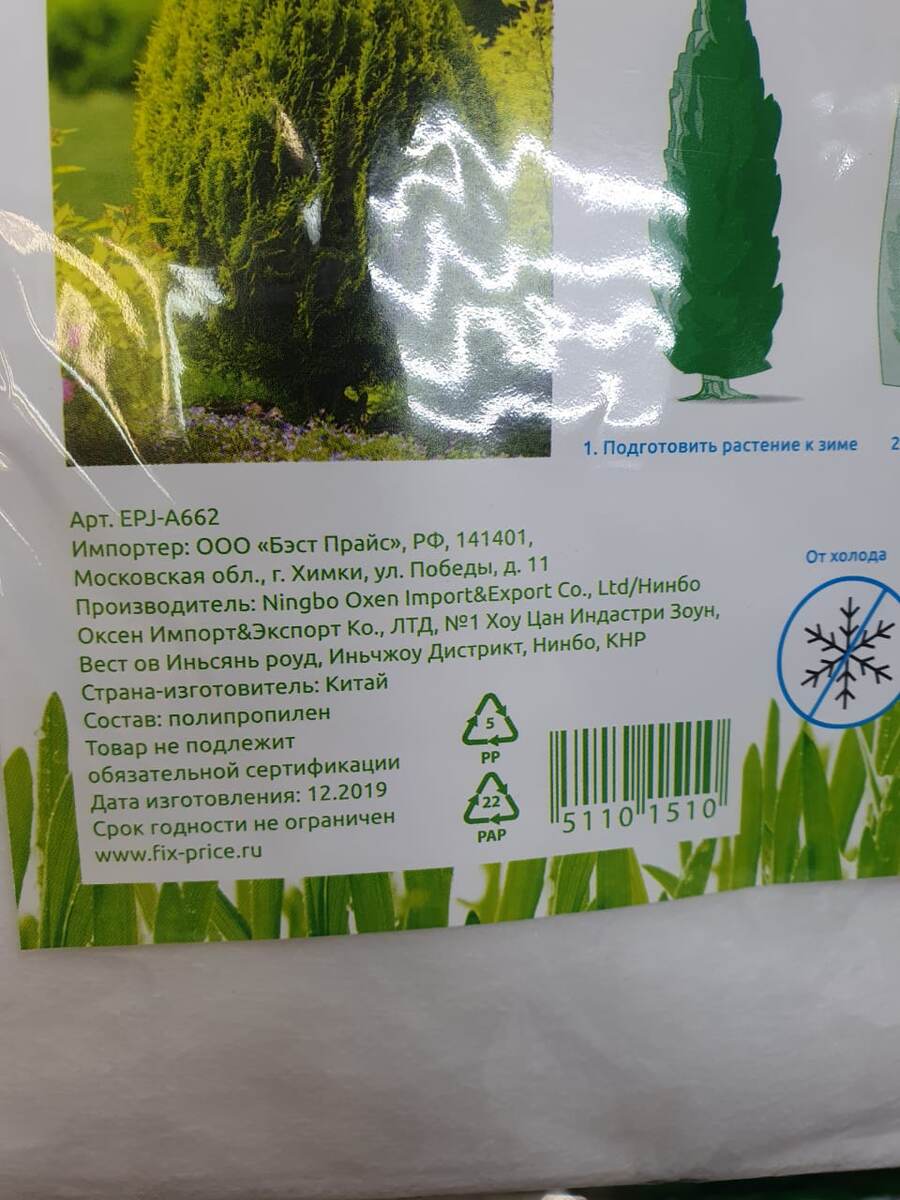 1. Подготовить растение к зиме
2
Арт. EPJ-A662
Импортер: ООО «Бэст Прайс», РФ, 141401,
Московская обл., г. Химки, ул. Победы, д. 11
Производитель: Ningbo Oxen Import&Export Co., Ltd/Нинбо
Оксен Импорт&Экспорт Ко., ЛТД, №1 Хоу Цан Индастри Зоун,
Вест ов Иньсянь роуд, Иньчжоу Дистрикт, Нинбо, КНР
Страна-изготовитель: Китай
Состав: полипропилен
Товар не подлежит
обязательной сертификации
Дата изготовления: 12.2019
Срок годности не ограничен
www.fix-price.ru
От холода
5
PP
22
PAP
5110 1510